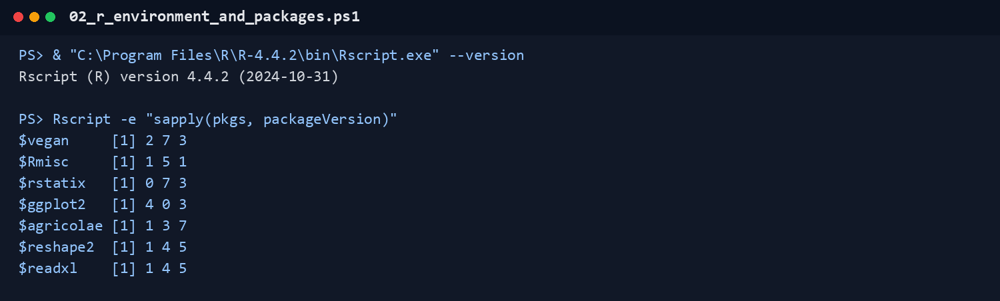 02_r_environment_and_packages.ps1
PS> & "C:\Program Files\R\R-4.4.2\bin\Rscript.exe" --version
Rscript (R) version 4.4.2 (2024-10-31)
PS> Rscript -e "sapply(pkgs, packageVersion)"
$vegan     [1] 2 7 3
$Rmisc     [1] 1 5 1
$rstatix   [1] 0 7 3
$ggplot2   [1] 4 0 3
$agricolae [1] 1 3 7
$reshape2  [1] 1 4 5
$readxl    [1] 1 4 5